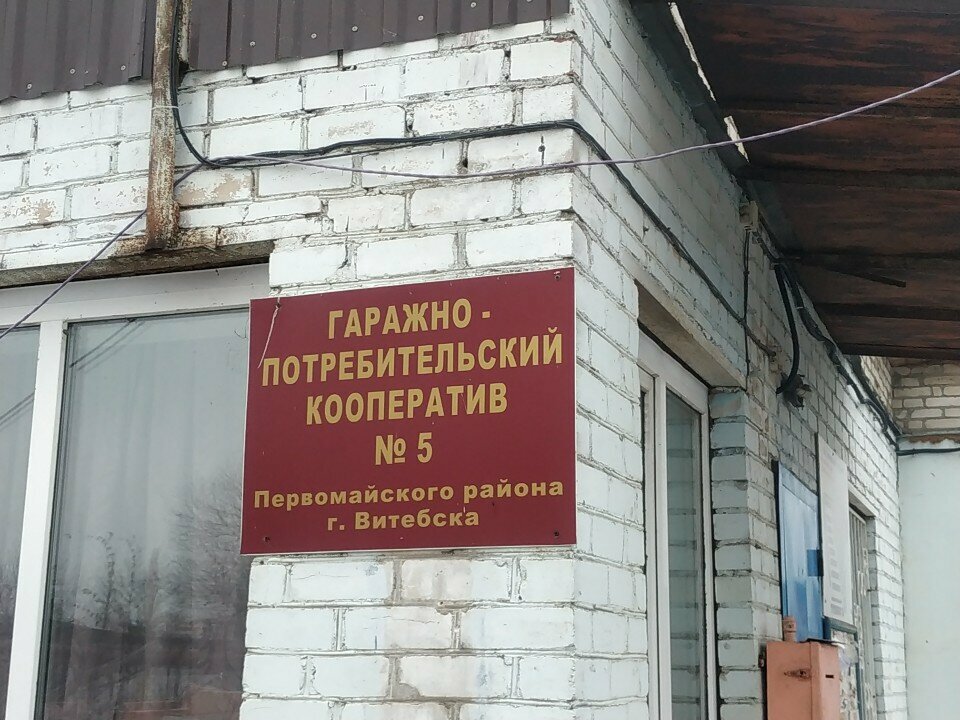 ГАРАЖНО -
ПОТРЕБИТЕЛЬСКИЙ
КООПЕРАТИВ
№ 5
Первомайского района
г. Витебска